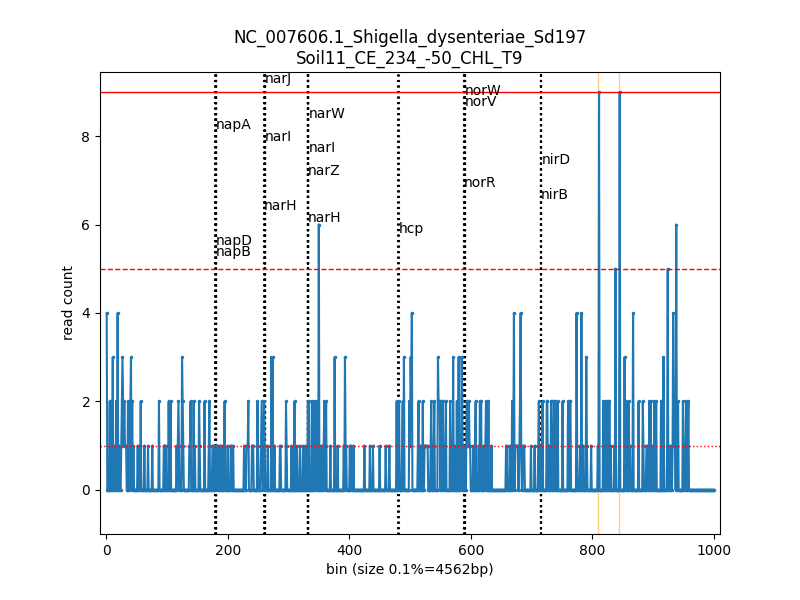 NC_007606.1_Shigella_dysenteriae_Sd197
Soil11_CE_234_-50_CHL_T9
narJ
norW
norV
narW
napA
narI
narI
nirD
narZ
norR
nirB
narH
narH
hcp
napD
napB
read count
8
6
4
2
0
0
200
400
600
800
1000
bin (size 0.1%=4562bp)